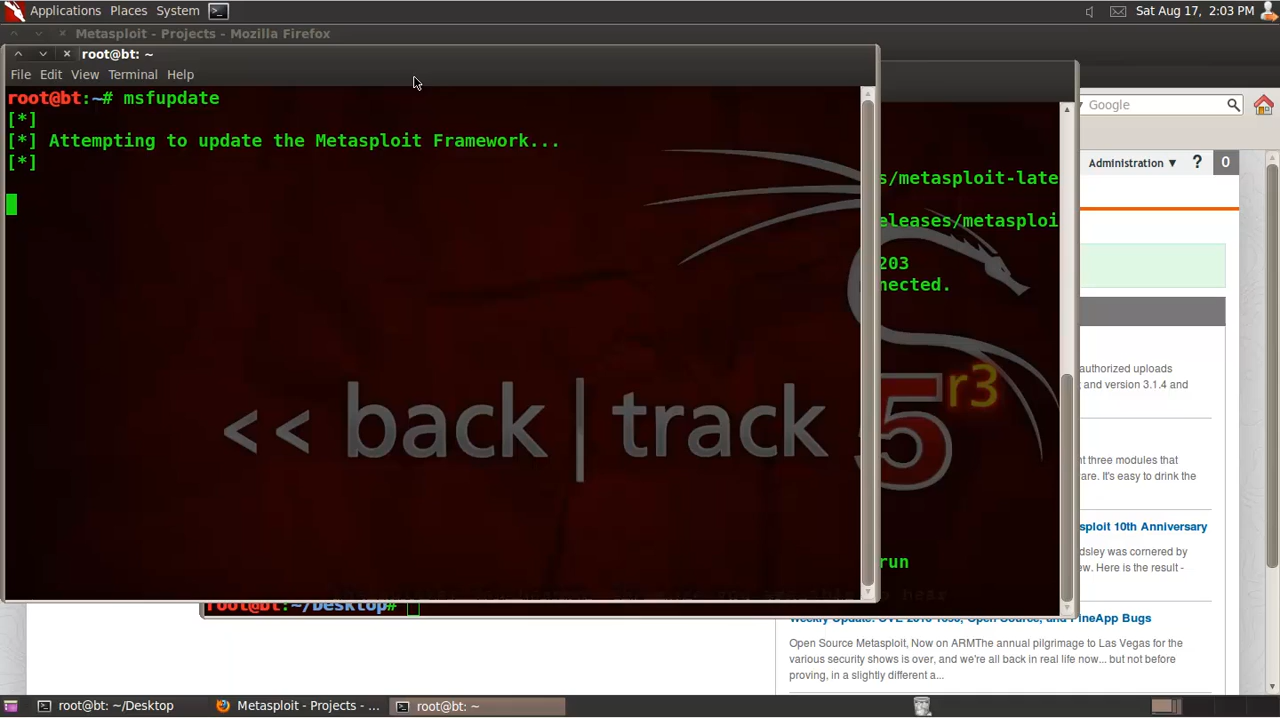 Applications Places System
Sat Aug 17, 2:03 PM
Metasploit - Projects - Mozilla Firefox
root@bt: ~
File Edit View Terminal Help
root@bt:~# msfupdate
[*]
[*] Attempting to update the Metasploit Framework...
[*]
<< back | track 5 r3
s/metasploit-late
eleases/metasploi
203
nected.
run
root@bt:~/Desktop#
Google
Administration ▼ ? 0
authorized uploads
and version 3.1.4 and
nt three modules that
are. It's easy to drink the
sploit 10th Anniversary
dsley was cornered by
ew. Here is the result -
Open Source, and
ineApp Bugs
Open Source Metasploit, Now on ARMThe annual pilgrimage to Las Vegas for the
various security shows is over, and we're all back in real life now... but not before
proving, in a slightly different a...
root@bt: ~/Desktop
Metasploit - Projects - ...
root@bt: ~